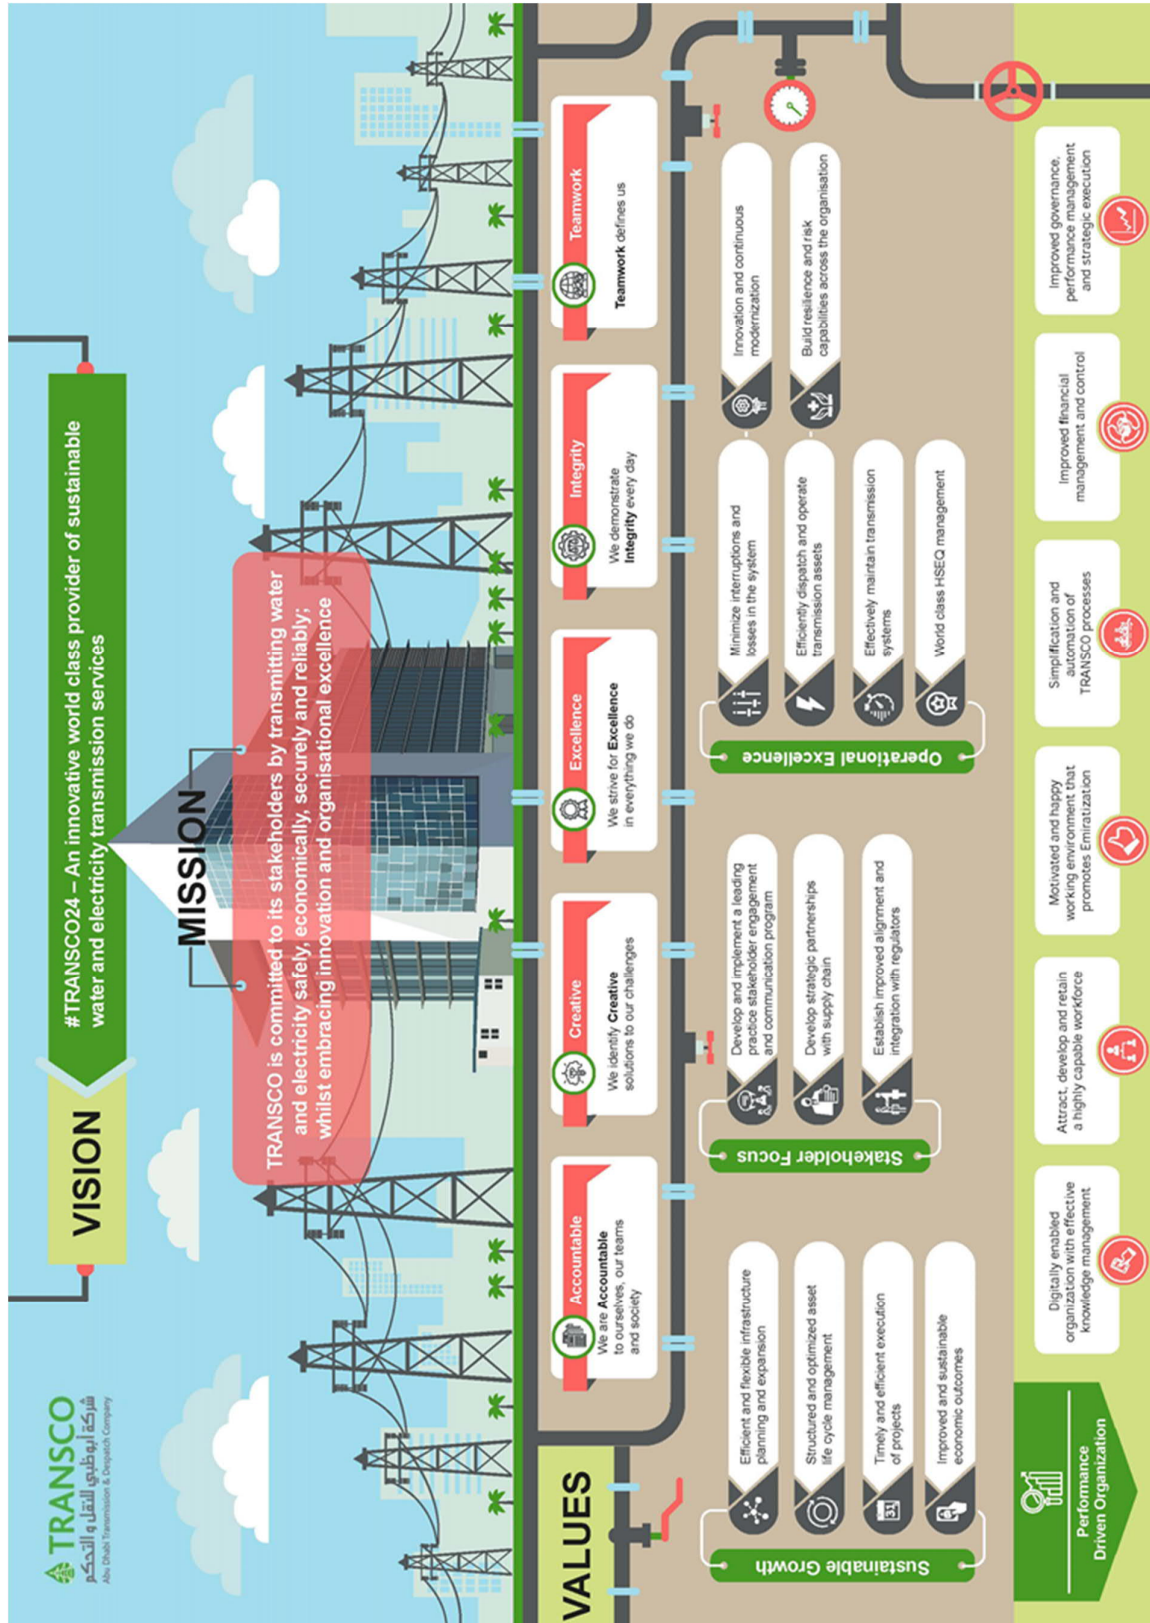 TRANSCO
شركة أبوظبي للنقل و التحكم
Abu Dhabi Transmission & Despatch Company
VISION
#TRANSCO24 – An innovative world class provider of sustainable
water and electricity transmission services
MISSION
TRANSCO is committed to its stakeholders by transmitting water
and electricity safely, economically, securely and reliably;
whilst embracing innovation and organisational excellence
VALUES
Accountable
We are Accountable
to ourselves, our teams
and society
Creative
We identify Creative
solutions to our challenges
Excellence
We strive for Excellence
in everything we do
Integrity
We demonstrate
Integrity every day
Teamwork
Teamwork defines us
Sustainable Growth
Efficient and flexible infrastructure
planning and expansion
Structured and optimized asset
life cycle management
31
Timely and efficient execution
of projects
Improved and sustainable
economic outcomes
Stakeholder Focus
Develop and implement a leading
practice stakeholder engagement
and communication program
Develop strategic partnerships
with supply chain
Establish improved alignment and
integration with regulators
Operational Excellence
Minimize interruptions and
losses in the system
Efficiently dispatch and operate
transmission assets
Effectively maintain transmission
systems
World class HSEQ management
Innovation and continuous
modernization
Build resilience and risk
capabilities across the organisation
Performance
Driven Organization
Digitally enabled
organization with effective
knowledge management
Attract, develop and retain
a highly capable workforce
Motivated and happy
working environment that
promotes Emiratization
Simplification and
automation of
TRANSCO processes
Improved financial
management and control
Improved governance,
performance management
and strategic execution